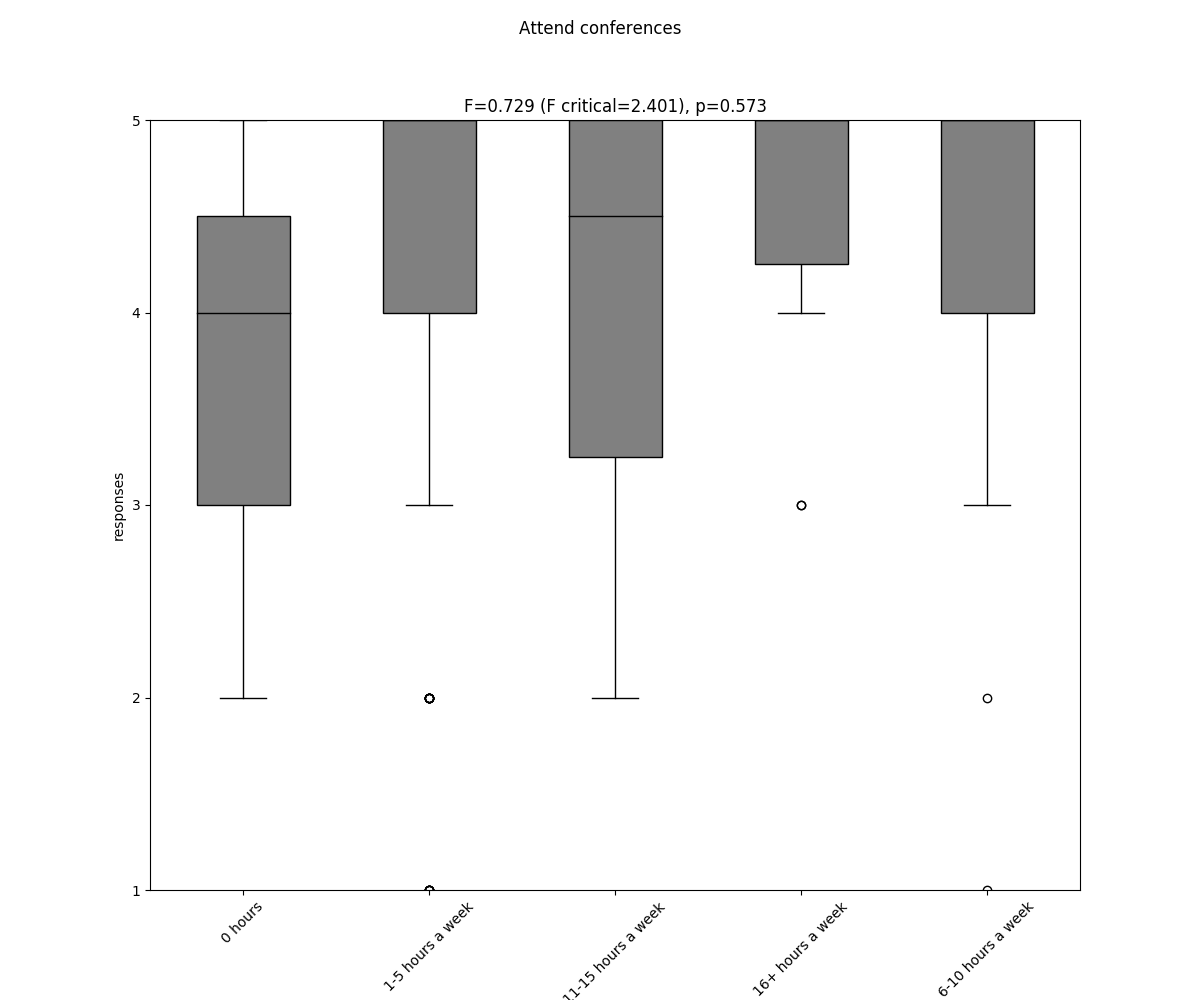 Attend conferences
F=0.729 (F critical=2.401), p=0.573
5
4
3
2
1
responses
0 hours
1-5 hours a week
11-15 hours a week
16+ hours a week
6-10 hours a week